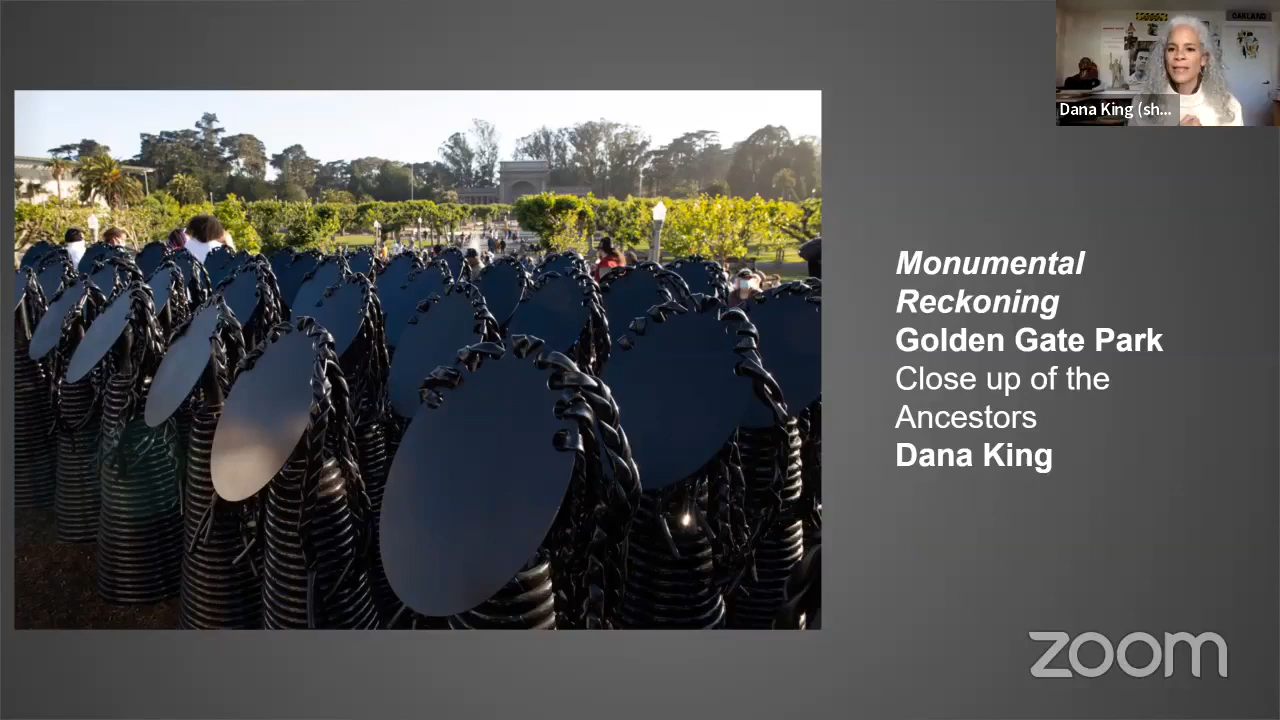 OAKLAND
Dana King (sh...
Monumental
Reckoning
Golden Gate Park
Close up of the
Ancestors
Dana King
zoom